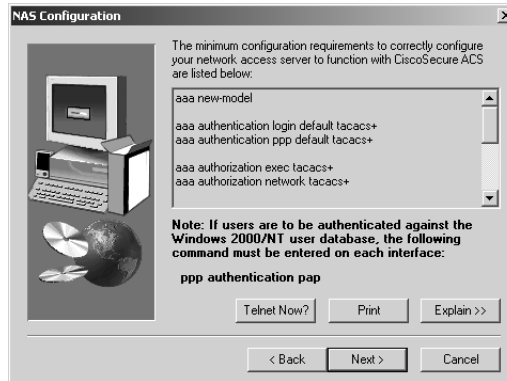 NAS Configuration
The minimum configuration requirements to correctly configure
your network access server to function with CiscoSecure ACS
are listed below:
aaa new-model
aaa authentication login default tacacs+
aaa authentication ppp default tacacs+
aaa authorization exec tacacs+
aaa authorization network tacacs+
Note: If users are to be authenticated against the
Windows 2000/NT user database, the following
command must be entered on each interface:
ppp authentication pap
Telnet Now?
Print
Explain >>
< Back
Next >
Cancel